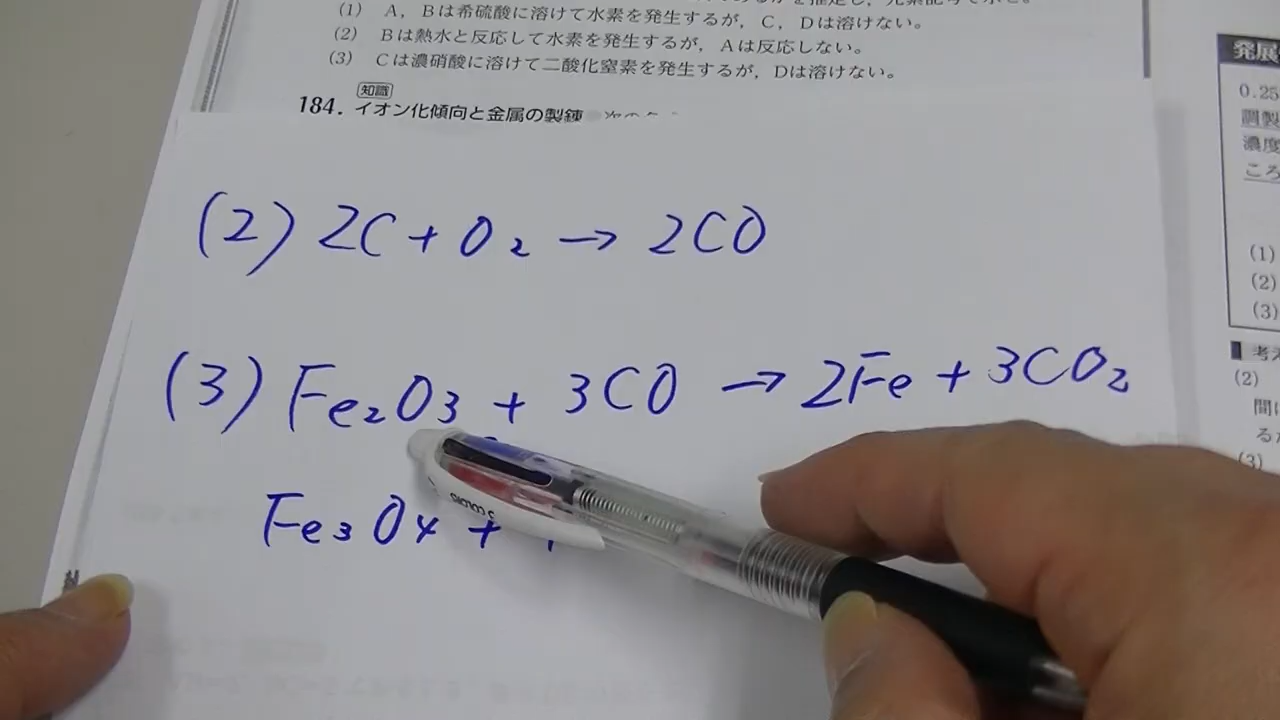 (1) A，Bは希硫酸に溶けて水素を発生するが，C，Dは溶けない。
(2) Bは熱水と反応して水素を発生するが，Aは反応しない。
(3) Cは濃硝酸に溶けて二酸化窒素を発生するが，Dは溶けない。
知識
184. イオン化傾向と金属の製錬
(2) 2C + O₂ → 2CO
(3) Fe₂O₃ + 3CO → 2Fe + 3CO₂
Fe₃O₄ +
発展
0.25
調製
濃度
ころ
(1)
(2)
(3)
(2)
間に
るか
(3)